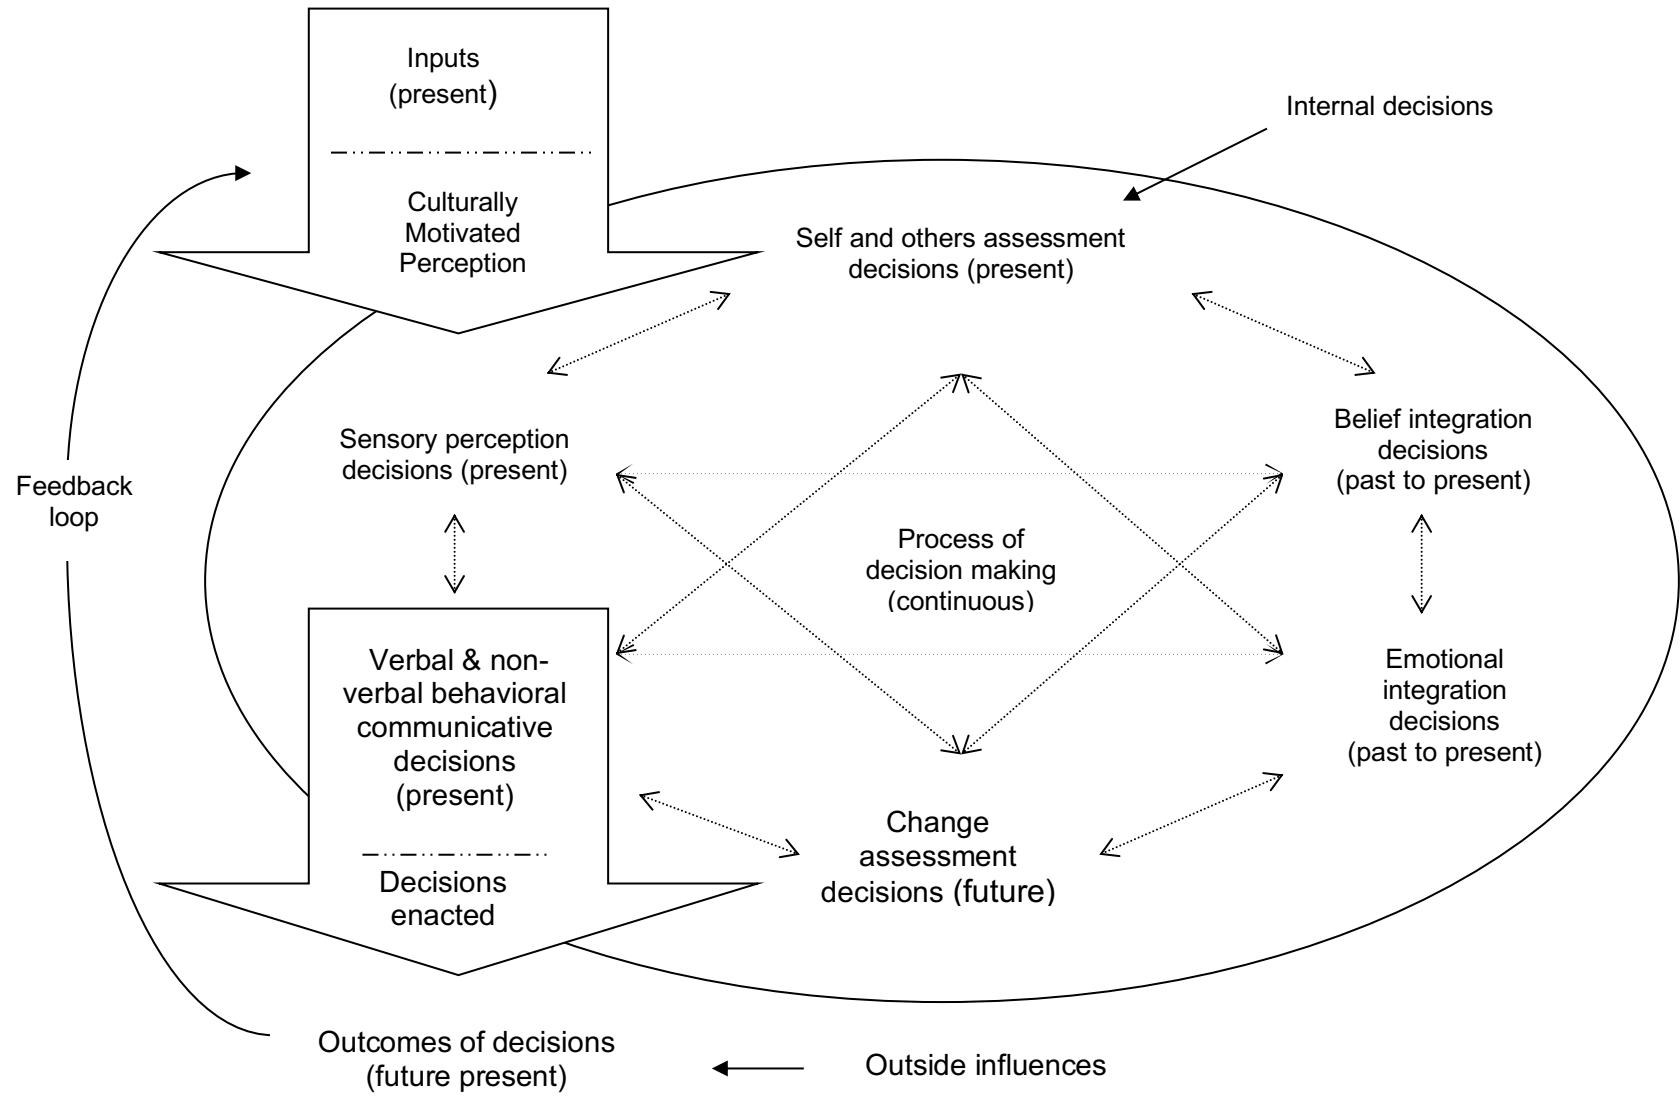 Inputs
(present)
Culturally
Motivated
Perception
Internal decisions
Self and others assessment
decisions (present)
Sensory perception
decisions (present)
Belief integration
decisions
(past to present)
Feedback
loop
Process of
decision making
(continuous)
Verbal & non-
verbal behavioral
communicative
decisions
(present)
Decisions
enacted
Emotional
integration
decisions
(past to present)
Change
assessment
decisions (future)
Outcomes of decisions
(future present)
Outside influences